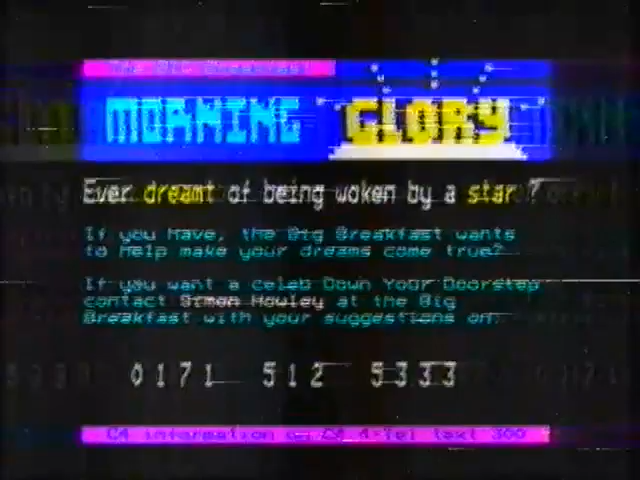 The Big Breakfast
MORNING GLORY
Ever dreamt of being woken by a star?
If you have, the Big Breakfast wants
to help make your dreams come true?
If you want a celeb Down Your Doorstep
contact Simon Howley at the Big
Breakfast with your suggestions on:
0171 512 5333
C4 information on C4 4-Tel text 300